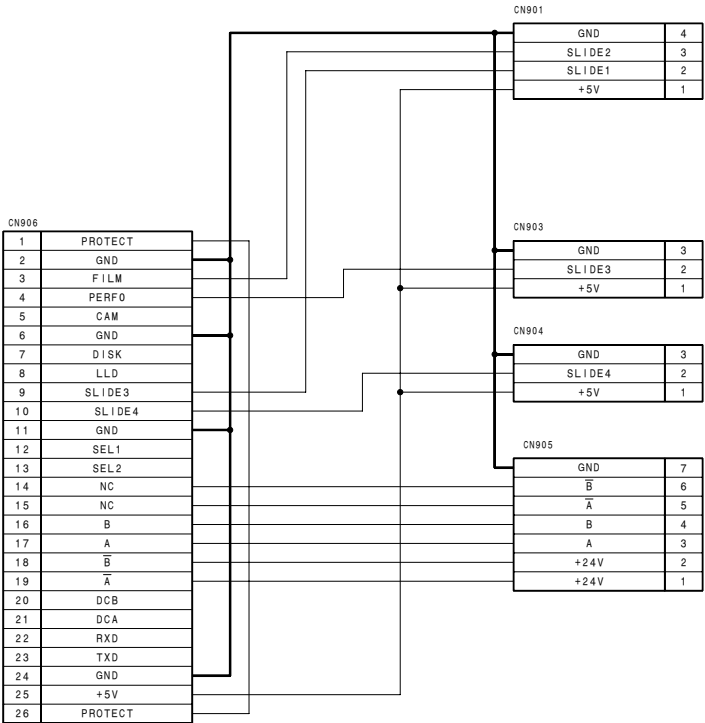 CN901
GND 4
SLIDE2 3
SLIDE1 2
+5V 1
CN903
GND 3
SLIDE3 2
+5V 1
CN904
GND 3
SLIDE4 2
+5V 1
CN905
GND 7
B̅ 6
A̅ 5
B 4
A 3
+24V 2
+24V 1
CN906
1 PROTECT
2 GND
3 FILM
4 PERFO
5 CAM
6 GND
7 DISK
8 LLD
9 SLIDE3
10 SLIDE4
11 GND
12 SEL1
13 SEL2
14 NC
15 NC
16 B
17 A
18 B̅
19 A̅
20 DCB
21 DCA
22 RXD
23 TXD
24 GND
25 +5V
26 PROTECT